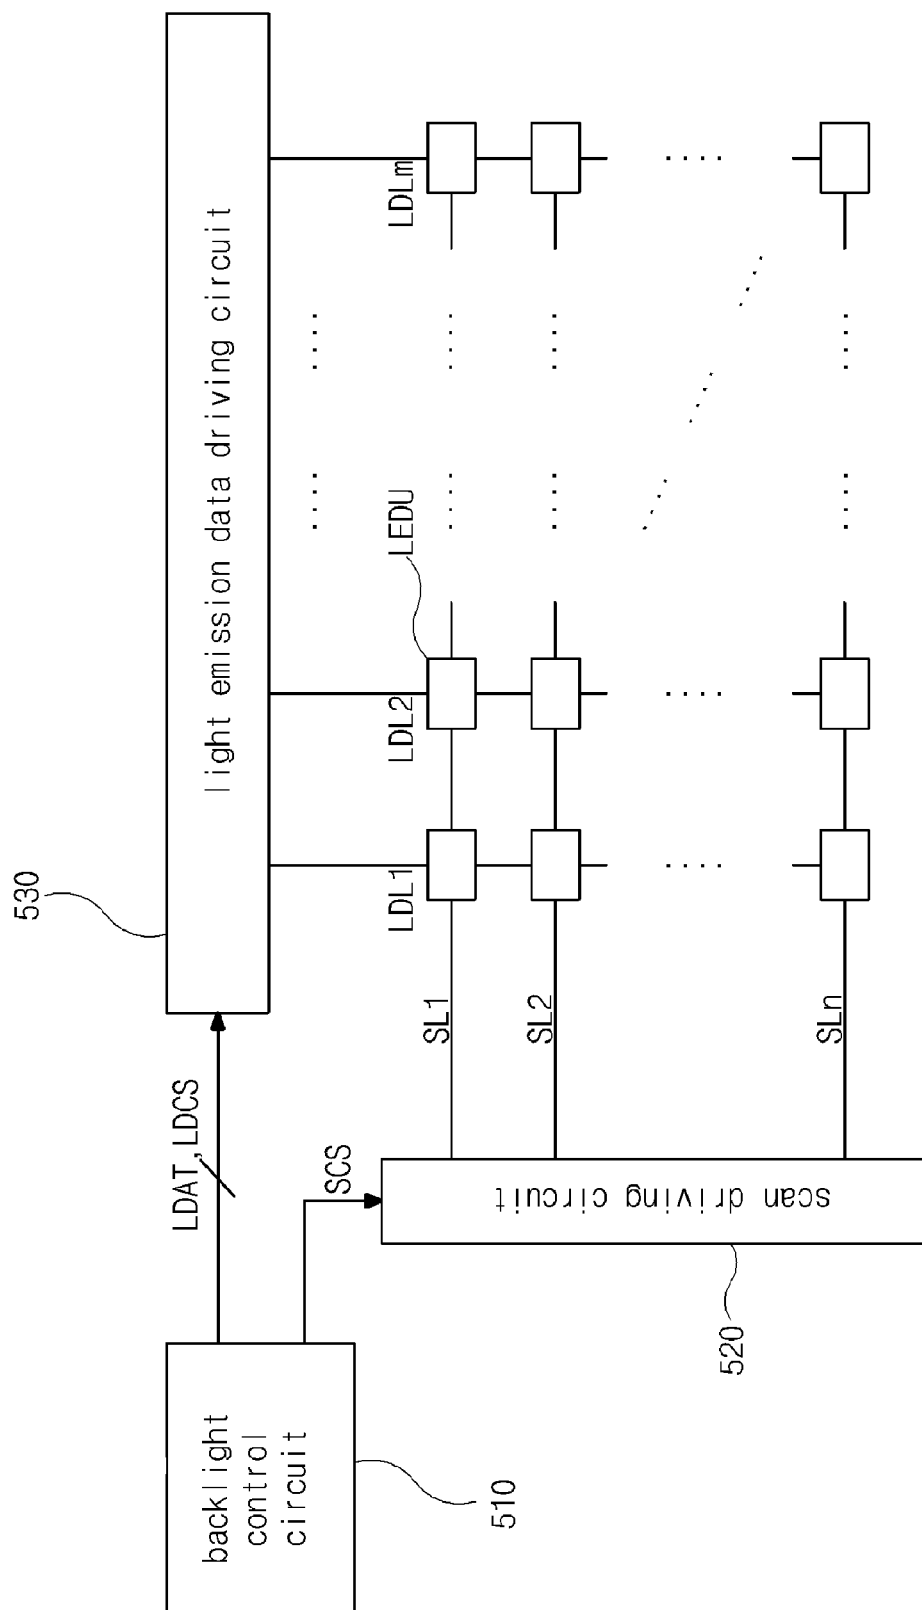 530
light emission data driving circuit
LDAT,LDCS
backlight
control
circuit
510
SCS
scan driving circuit
520
LDL1
LDL2
LDLm
LEDU
SL1
SL2
SLn